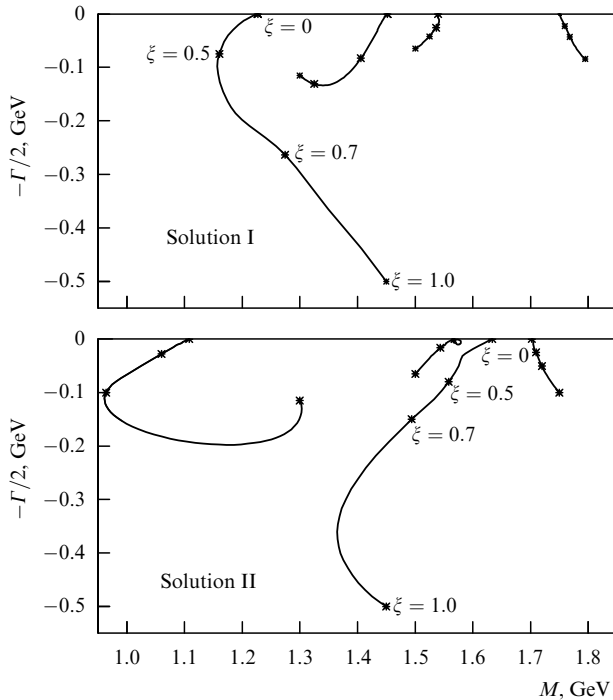 0
−0.1
−0.2
−0.3
−0.4
−0.5
−Γ/2, GeV
ξ = 0
ξ = 0.5
ξ = 0.7
ξ = 1.0
Solution I
0
−0.1
−0.2
−0.3
−0.4
−0.5
−Γ/2, GeV
ξ = 0
ξ = 0.5
ξ = 0.7
ξ = 1.0
Solution II
1.0 1.1 1.2 1.3 1.4 1.5 1.6 1.7 1.8
M, GeV